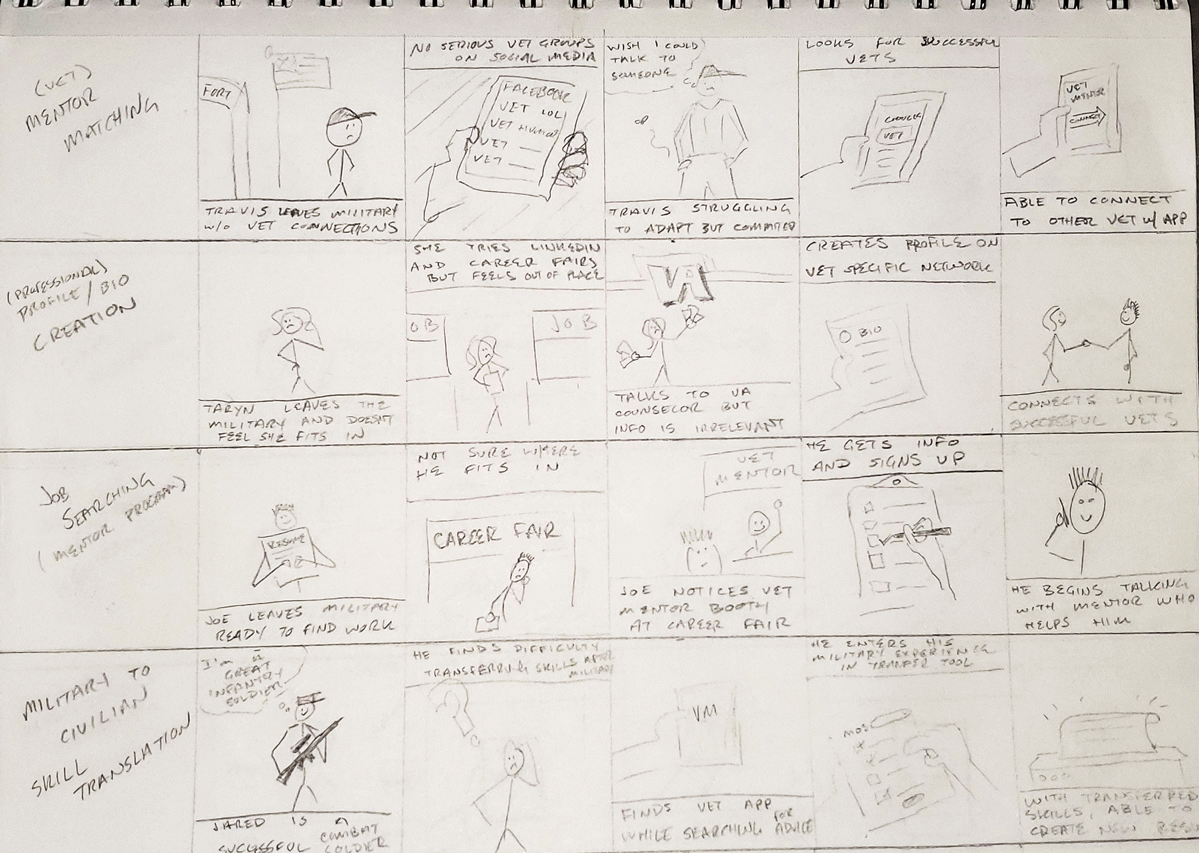 (VET)
MENTOR
MATCHING
FORT
TRAVIS LEAVES MILITARY
W/O VET CONNECTIONS
NO SERIOUS VET GROUPS
ON SOCIAL MEDIA
FACEBOOK
VET LOL
VET HUMOR
VET
VET
WISH I COULD
TALK TO
SOMEONE
TRAVIS STRUGGLING
TO ADAPT BUT COMMITTED
LOOKS FOR SUCCESSFUL
VETS
VET
VET
MENTOR
CONNECT
ABLE TO CONNECT
TO OTHER VET W/ APP
(PROFESSIONAL)
PROFILE/BIO
CREATION
TARYN LEAVES THE
MILITARY AND DOESN'T
FEEL SHE FITS IN
SHE TRIES LINKEDIN
AND CAREER FAIRS
BUT FEELS OUT OF PLACE
OB
JOB
VA
TALKS TO VA
COUNSELOR BUT
INFO IS IRRELEVANT
CREATES PROFILE ON
VET SPECIFIC NETWORK
BIO
CONNECTS WITH
SUCCESSFUL VETS
JOB
SEARCHING
(MENTOR PROGRAM)
RESUME
JOE LEAVES MILITARY
READY TO FIND WORK
NOT SURE WHERE
HE FITS IN
CAREER FAIR
VET
MENTOR
JOE NOTICES VET
MENTOR BOOTH
AT CAREER FAIR
HE GETS INFO
AND SIGNS UP
HE BEGINS TALKING
WITH MENTOR WHO
HELPS HIM
MILITARY TO
CIVILIAN
SKILL
TRANSLATION
I'm a
GREAT
INFANTRY
SOLDIER
JARED IS A
SUCCESSFUL COMBAT
SOLDIER
HE FINDS DIFFICULTY
TRANSFERRING SKILLS AFTER
MILITARY
?
VM
FINDS VET APP
WHILE SEARCHING FOR ADVICE
HE ENTERS HIS
MILITARY EXPERIENCE
IN TRANSFER TOOL
MOS
WITH TRANSFERRED
SKILLS, ABLE TO
CREATE NEW RESU